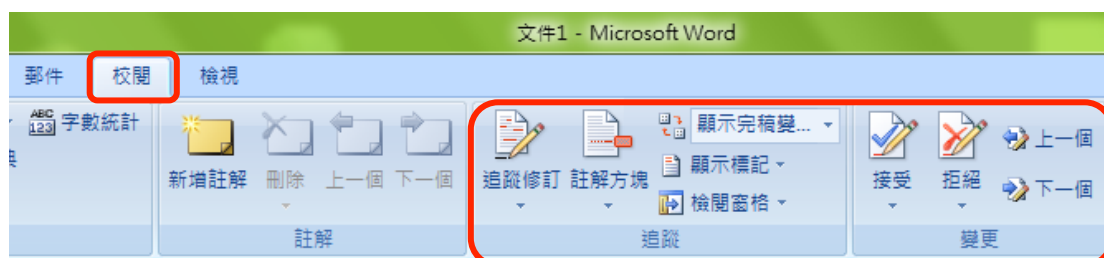 文件1 - Microsoft Word
郵件 校閱 檢視
ABC 123 字數統計
新增註解 刪除 上一個 下一個
註解
追蹤修訂 註解方塊
顯示完稿變...
顯示標記
檢閱窗格
追蹤
接受 拒絕
上一個
下一個
變更